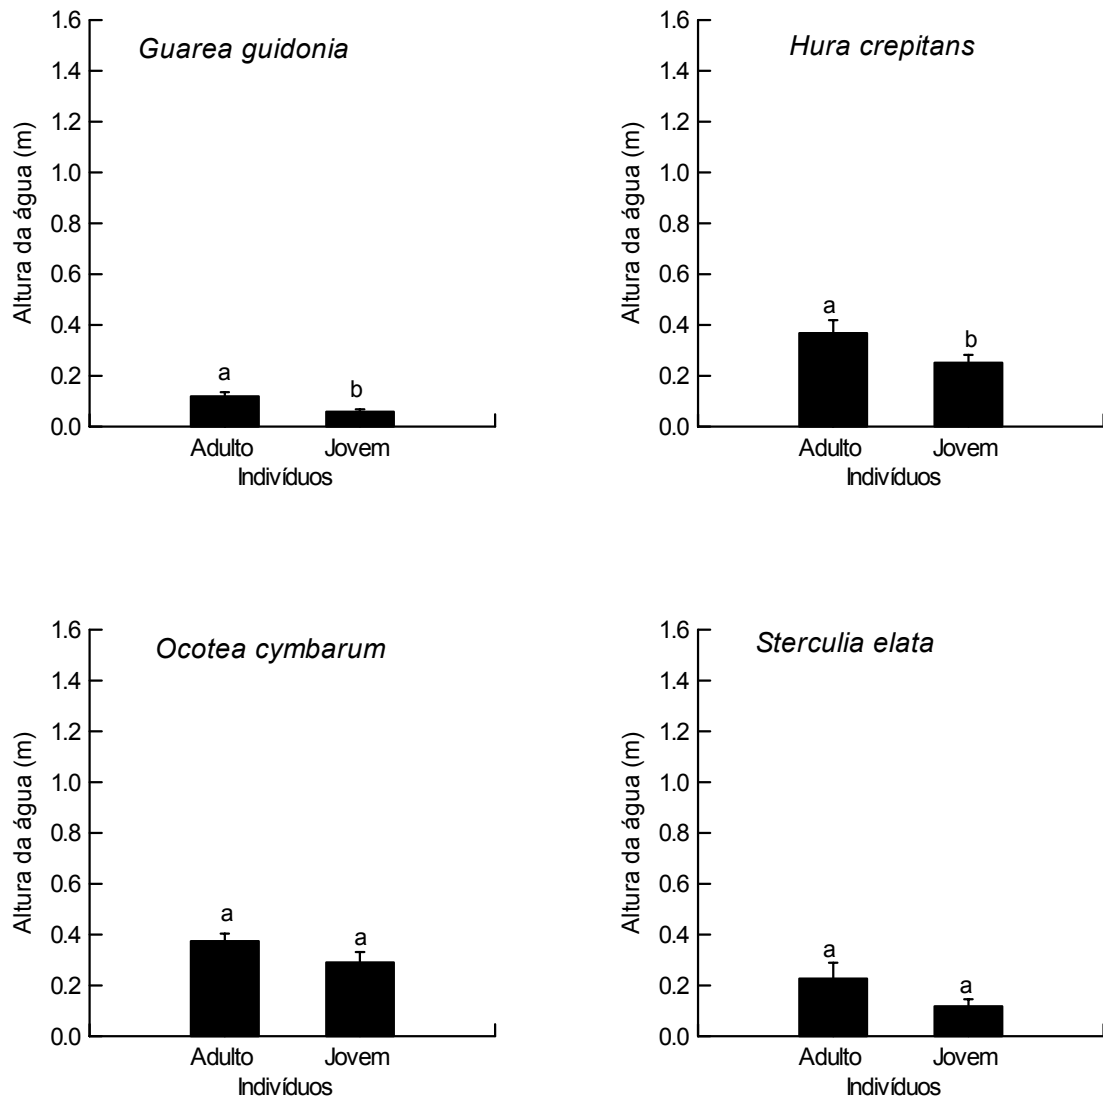 Guarea guidonia
Altura da água (m)
1.6
1.4
1.2
1.0
0.8
0.6
0.4
0.2
0.0
a
b
Adulto Jovem
Indivíduos
Hura crepitans
Altura da água (m)
1.6
1.4
1.2
1.0
0.8
0.6
0.4
0.2
0.0
a
b
Adulto Jovem
Indivíduos
Ocotea cymbarum
Altura da água (m)
1.6
1.4
1.2
1.0
0.8
0.6
0.4
0.2
0.0
a
a
Adulto Jovem
Indivíduos
Sterculia elata
Altura da água (m)
1.6
1.4
1.2
1.0
0.8
0.6
0.4
0.2
0.0
a
a
Adulto Jovem
Indivíduos